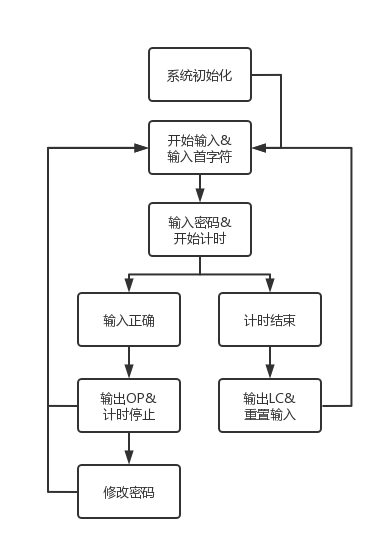 系统初始化
开始输入&
输入首字符
输入密码&
开始计时
输入正确
计时结束
输出OP&
计时停止
输出LC&
重置输入
修改密码